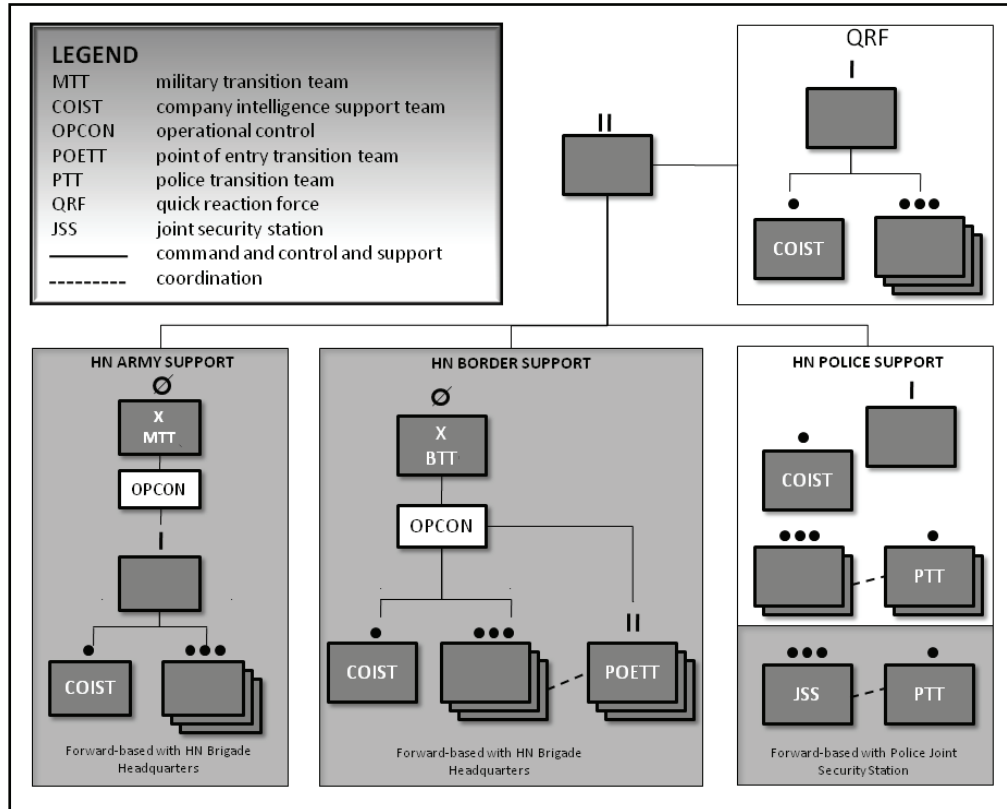 LEGEND
MTT military transition team
COIST company intelligence support team
OPCON operational control
POETT point of entry transition team
PTT police transition team
QRF quick reaction force
JSS joint security station
command and control and support
coordination
QRF
I
II
COIST
HN ARMY SUPPORT
X
MTT
OPCON
I
COIST
Forward-based with HN Brigade
Headquarters
HN BORDER SUPPORT
X
BTT
OPCON
II
COIST
POETT
Forward-based with HN Brigade
Headquarters
HN POLICE SUPPORT
I
COIST
PTT
JSS
PTT
Forward-based with Police Joint
Security Station